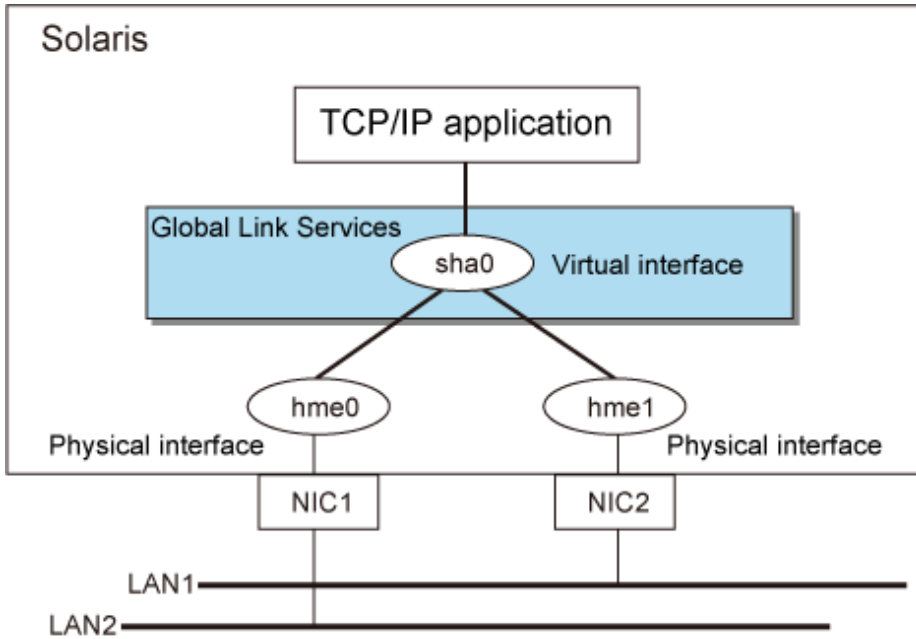 Solaris
TCP/IP application
Global Link Services
sha0
Virtual interface
hme0
hme1
Physical interface
Physical interface
NIC1
NIC2
LAN1
LAN2